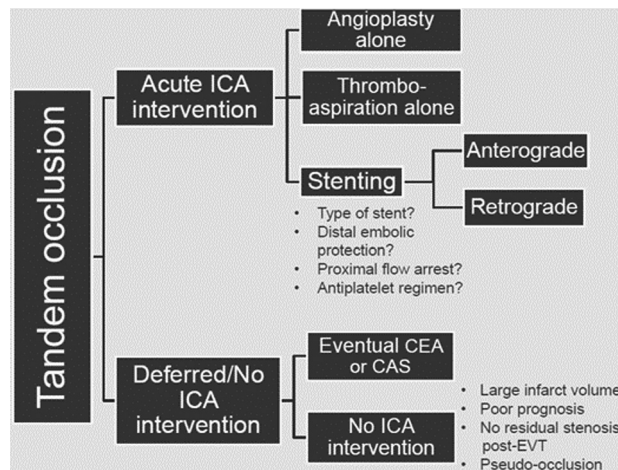 Tandem occlusion
Acute ICA
intervention
Angioplasty
alone
Thrombo-
aspiration alone
Stenting
Anterograde
Retrograde
• Type of stent?
• Distal embolic
protection?
• Proximal flow arrest?
• Antiplatelet regimen?
Deferred/No
ICA
intervention
Eventual CEA
or CAS
No ICA
intervention
• Large infarct volume
• Poor prognosis
• No residual stenosis
post-EVT
• Pseudo-occlusion